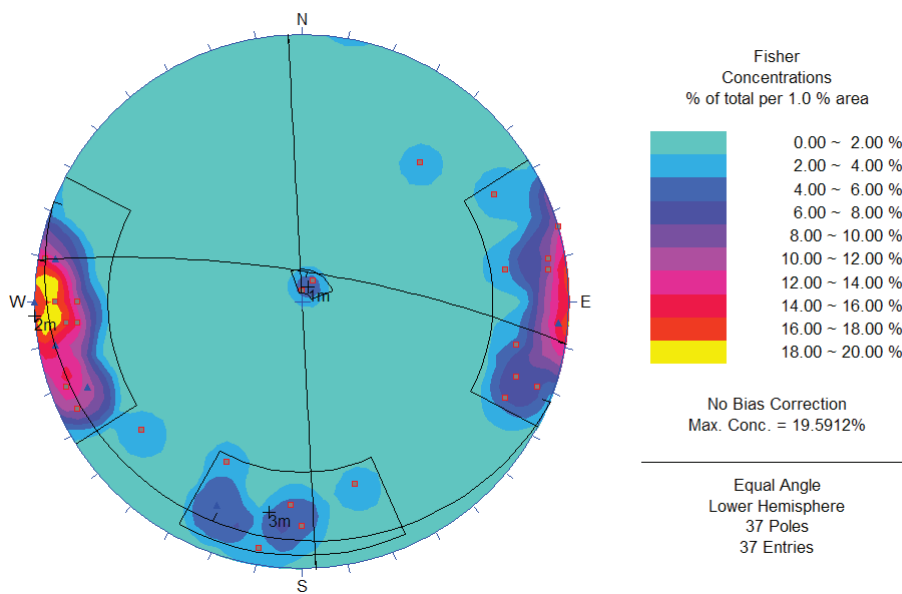 N
W
E
S
1m
2m
3m
Fisher
Concentrations
% of total per 1.0 % area
0.00 ~ 2.00 %
2.00 ~ 4.00 %
4.00 ~ 6.00 %
6.00 ~ 8.00 %
8.00 ~ 10.00 %
10.00 ~ 12.00 %
12.00 ~ 14.00 %
14.00 ~ 16.00 %
16.00 ~ 18.00 %
18.00 ~ 20.00 %
No Bias Correction
Max. Conc. = 19.5912%
Equal Angle
Lower Hemisphere
37 Poles
37 Entries